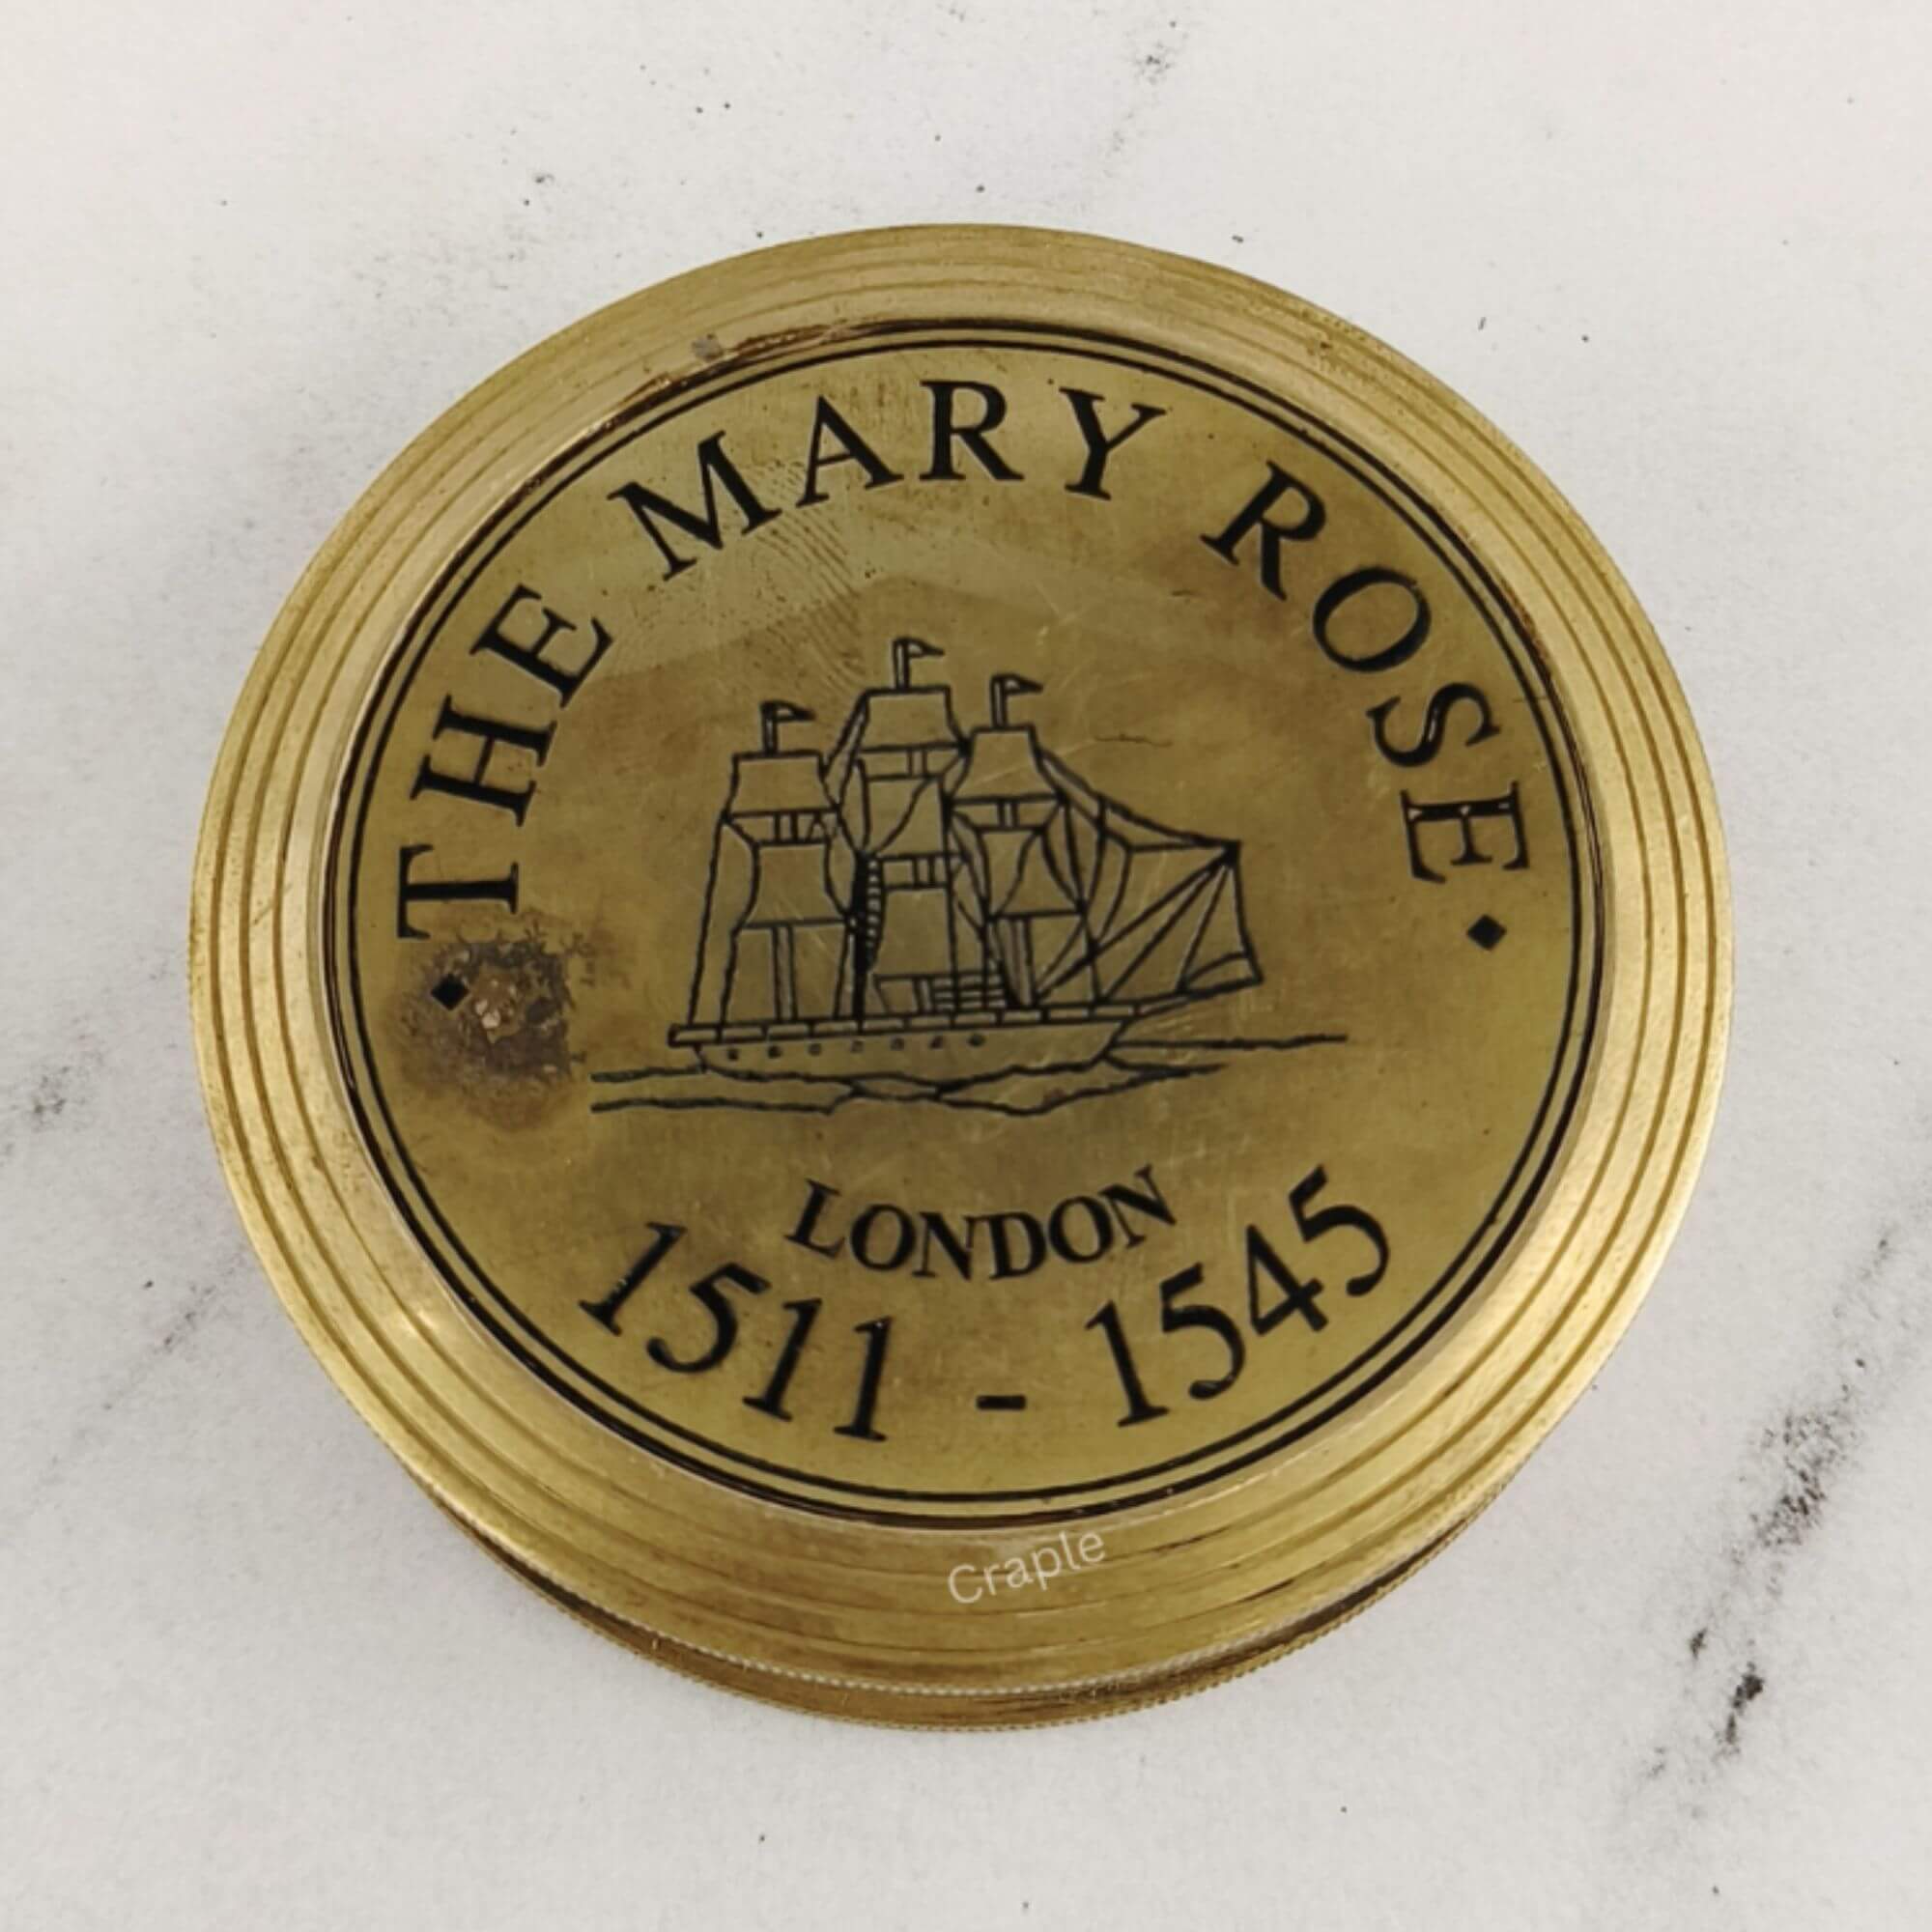 THE MARY ROSE
LONDON
1511 - 1545
Craple